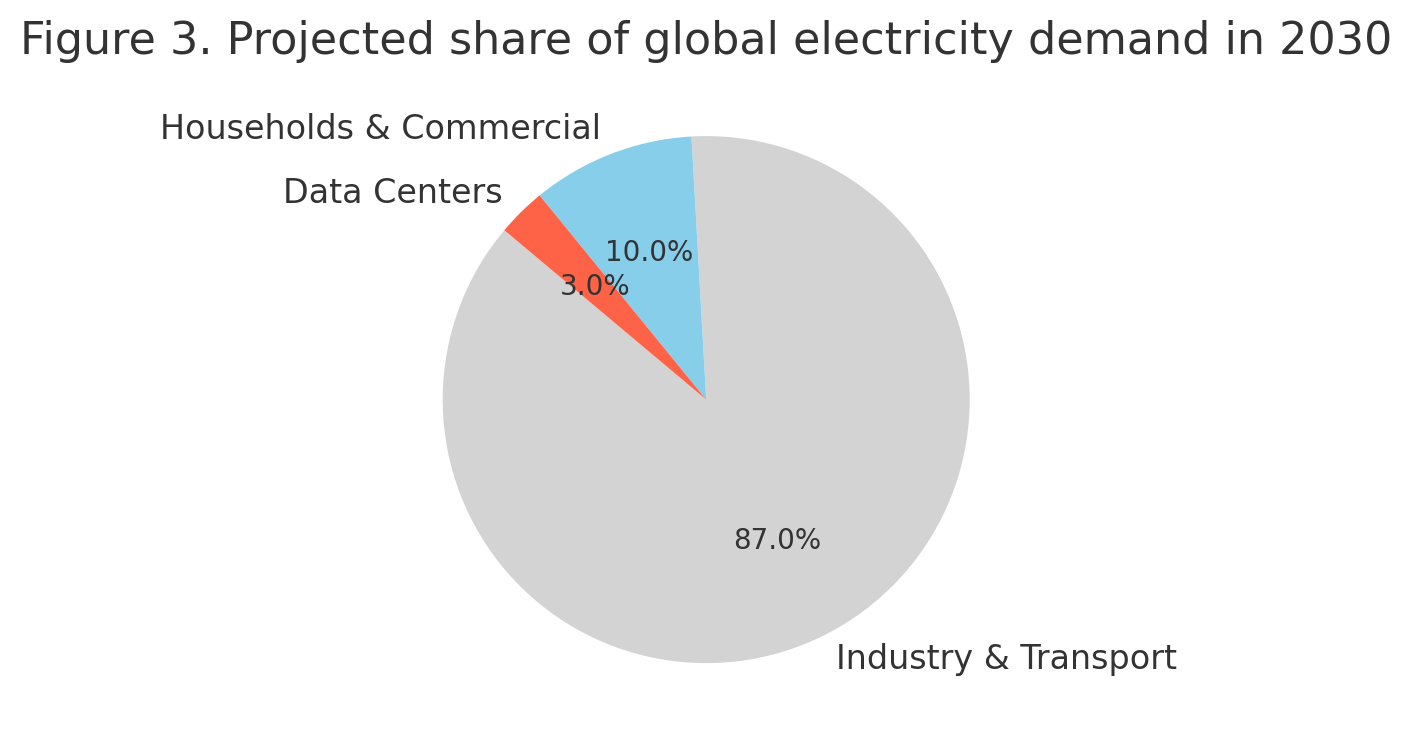 Figure 3. Projected share of global electricity demand in 2030
Households & Commercial
Data Centers
10.0%
3.0%
87.0%
Industry & Transport